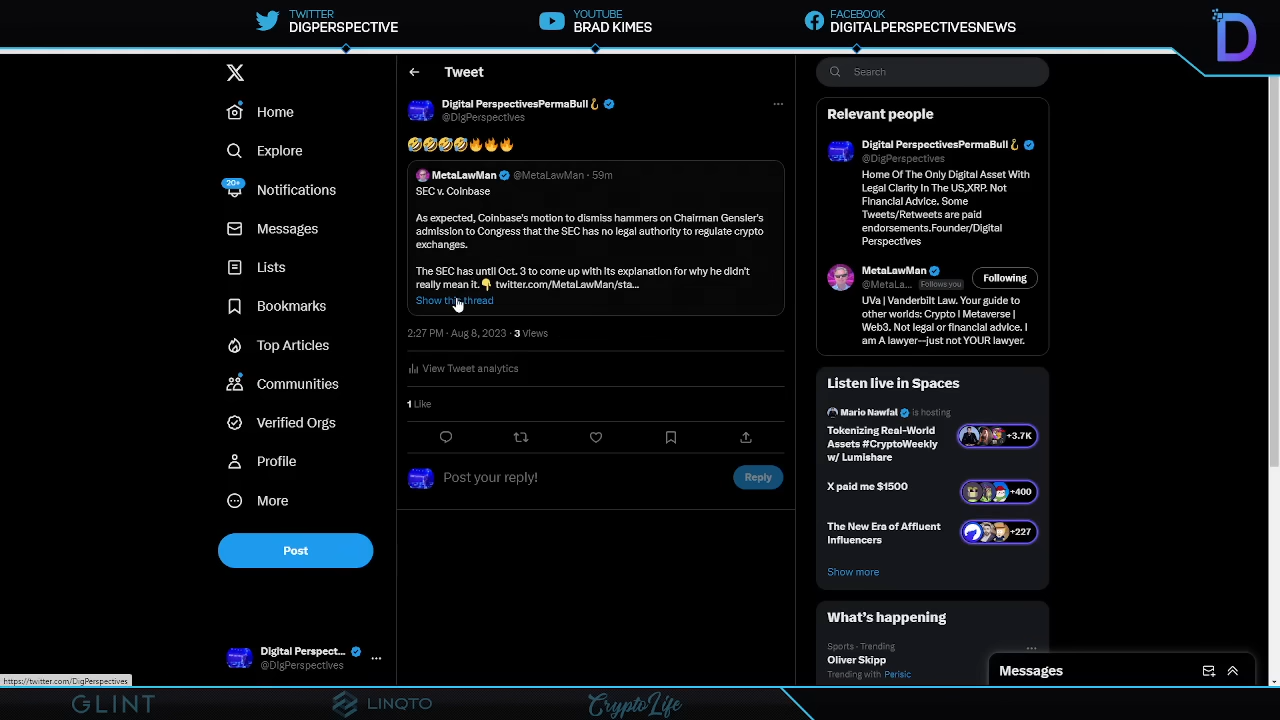 TWITTER
DIGPERSPECTIVE
YOUTUBE
BRAD KIMES
FACEBOOK
DIGITALPERSPECTIVESNEWS
D
Home
Explore
20+
Notifications
Messages
Lists
Bookmarks
Top Articles
Communities
Verified Orgs
Profile
More
Post
Digital Perspect...
@DigPerspectives
Tweet
Digital PerspectivesPermaBull🪝
@DigPerspectives
🤣🤣🤣🤣🔥🔥🔥
MetaLawMan @MetaLawMan · 59m
SEC v. Coinbase
As expected, Coinbase's motion to dismiss hammers on Chairman Gensler's
admission to Congress that the SEC has no legal authority to regulate crypto
exchanges.
The SEC has until Oct. 3 to come up with its explanation for why he didn't
really mean it.👇 twitter.com/MetaLawMan/sta...
Show this thread
2:27 PM · Aug 8, 2023 · 3 Views
View Tweet analytics
1 Like
Post your reply!
Reply
Search
Relevant people
Digital PerspectivesPermaBull🪝
@DigPerspectives
Home Of The Only Digital Asset With
Legal Clarity In The US,XRP. Not
Financial Advice. Some
Tweets/Retweets are paid
endorsements.Founder/Digital
Perspectives
MetaLawMan
@MetaLa... Follows you
Following
UVa | Vanderbilt Law. Your guide to
other worlds: Crypto | Metaverse |
Web3. Not legal or financial advice. I
am A lawyer--just not YOUR lawyer.
Listen live in Spaces
Mario Nawfal is hosting
Tokenizing Real-World
Assets #CryptoWeekly
w/ Lumishare
+3.7K
X paid me $1500
+400
The New Era of Affluent
Influencers
+227
Show more
What's happening
Sports · Trending
Oliver Skipp
Trending with Perisic
Messages
https://twitter.com/DigPerspectives
GLINT
LINQTO
CryptoLife